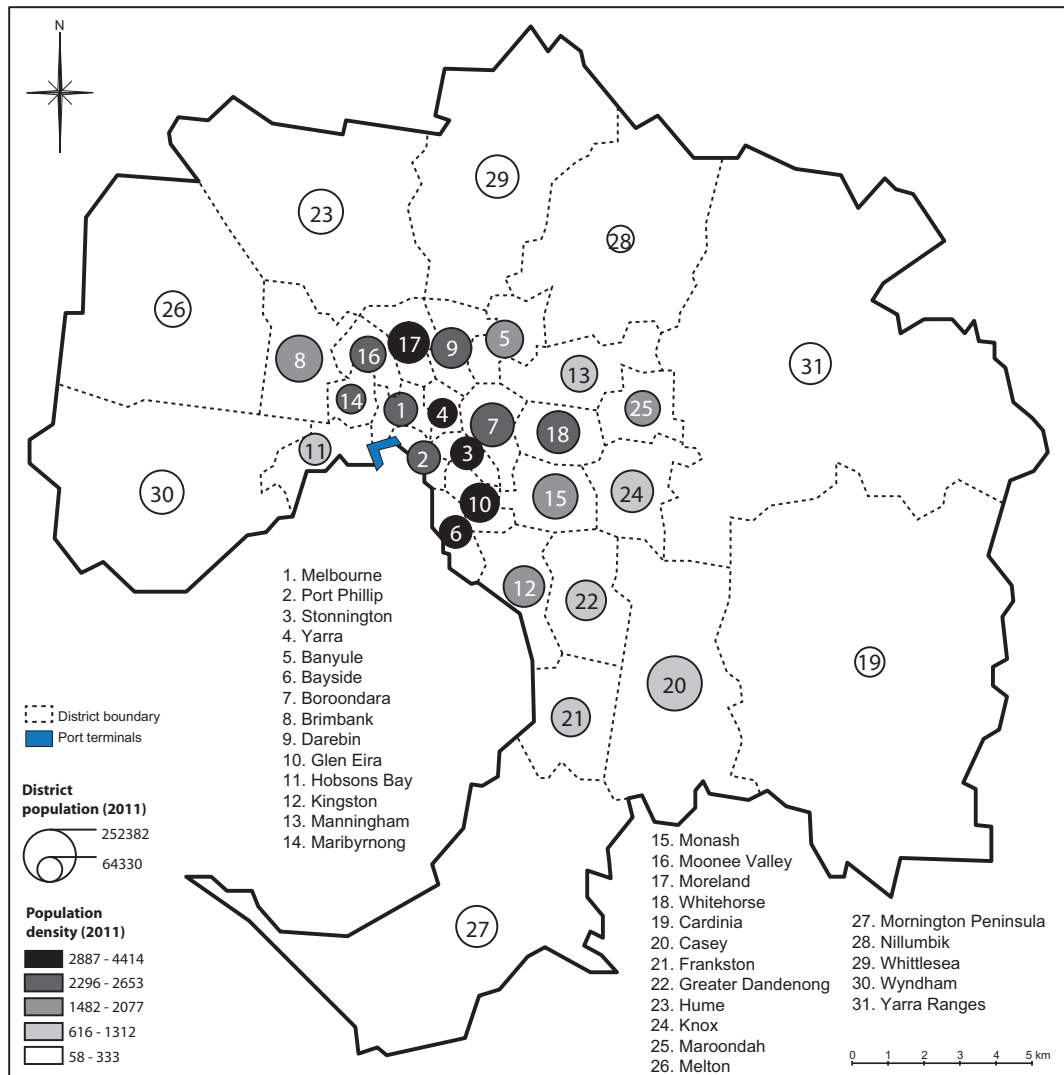 N
29
23
28
26
17
5
16
9
8
31
13
14
25
1
4
7
18
3
11
2
30
24
15
10
6
12
22
19
20
21
27
1. Melbourne
2. Port Phillip
3. Stonnington
4. Yarra
5. Banyule
6. Bayside
7. Boroondara
8. Brimbank
9. Darebin
10. Glen Eira
11. Hobsons Bay
12. Kingston
13. Manningham
14. Maribyrnong
15. Monash
16. Moonee Valley
17. Moreland
18. Whitehorse
19. Cardinia
20. Casey
21. Frankston
22. Greater Dandenong
23. Hume
24. Knox
25. Maroondah
26. Melton
27. Mornington Peninsula
28. Nillumbik
29. Whittlesea
30. Wyndham
31. Yarra Ranges
District boundary
Port terminals
District
population (2011)
252382
64330
Population
density (2011)
2887 - 4414
2296 - 2653
1482 - 2077
616 - 1312
58 - 333
0 1 2 3 4 5 km